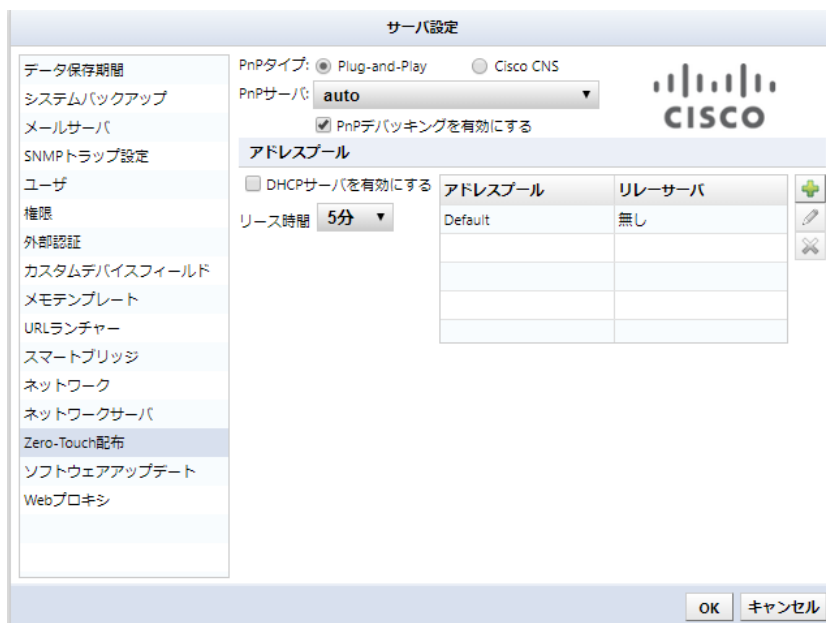 サーバ設定
データ保存期間
システムバックアップ
メールサーバ
SNMPトラップ設定
ユーザ
権限
外部認証
カスタムデバイスフィールド
メモテンプレート
URLランチャー
スマートブリッジ
ネットワーク
ネットワークサーバ
Zero-Touch配布
ソフトウェアアップデート
Webプロキシ
PnPタイプ: Plug-and-Play Cisco CNS
PnPサーバ: auto
PnPデバッキングを有効にする
CISCO
アドレスプール
DHCPサーバを有効にする
リース時間 5分
アドレスプール リレーサーバ
Default 無し
OK キャンセル